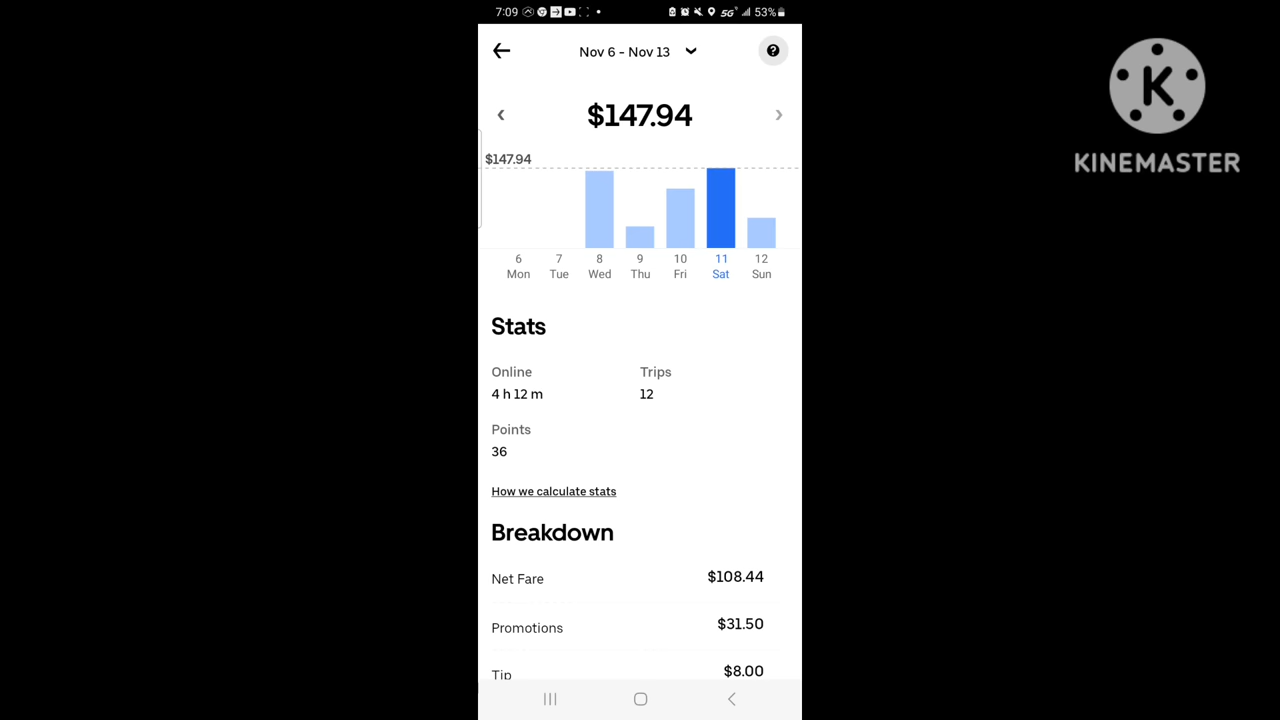 7:09
5G
53%
Nov 6 - Nov 13
$147.94
$147.94
6 7 8 9 10 11 12
Mon Tue Wed Thu Fri Sat Sun
Stats
Online Trips
4 h 12 m 12
Points
36
How we calculate stats
Breakdown
Net Fare $108.44
Promotions $31.50
Tip $8.00
K
KINEMASTER